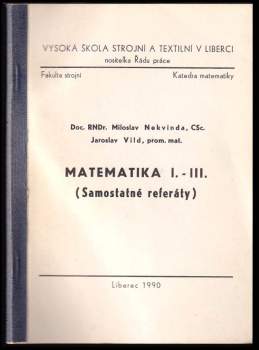 VYSOKÁ ŠKOLA STROJNÍ A TEXTILNÍ V LIBERCI
nositelka Řádu práce
Fakulta strojní Katedra matematiky
Doc. RNDr. Miloslav Nekvinda, CSc.
Jaroslav Vild, prom. mat.
MATEMATIKA I. - III.
(Samostatné referáty)
Liberec 1990